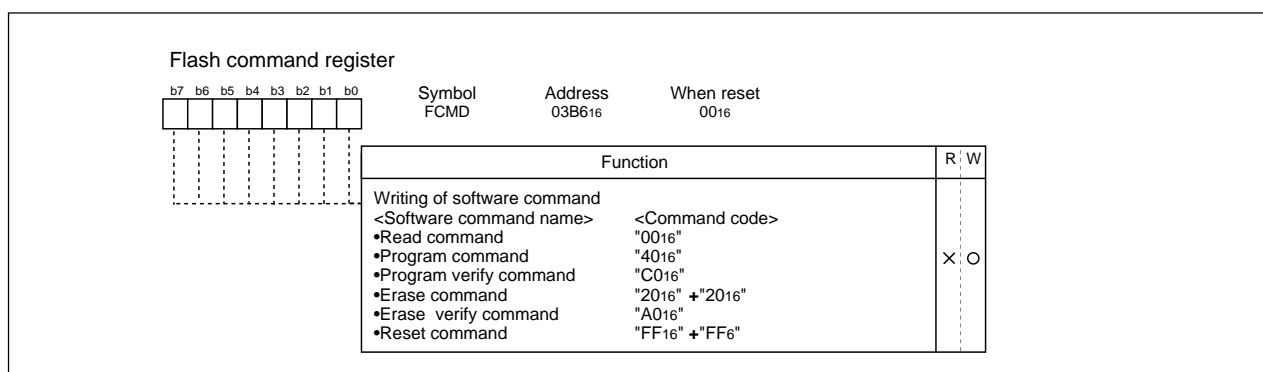 Flash command register
b7 b6 b5 b4 b3 b2 b1 b0
Symbol Address When reset
FCMD 03B616 0016
Function R W
Writing of software command
<Software command name> <Command code>
•Read command "0016"
•Program command "4016"
•Program verify command "C016"
•Erase command "2016" +"2016"
•Erase verify command "A016"
•Reset command "FF16" +"FF6"